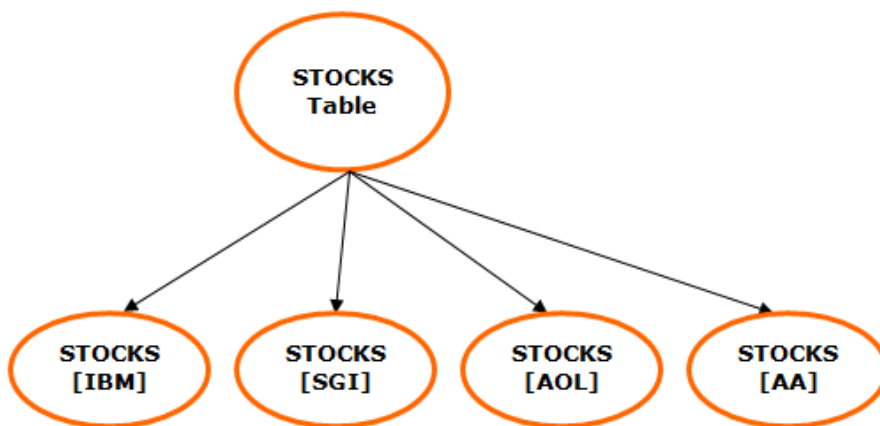 STOCKS
Table
STOCKS
[IBM]
STOCKS
[SGI]
STOCKS
[AOL]
STOCKS
[AA]